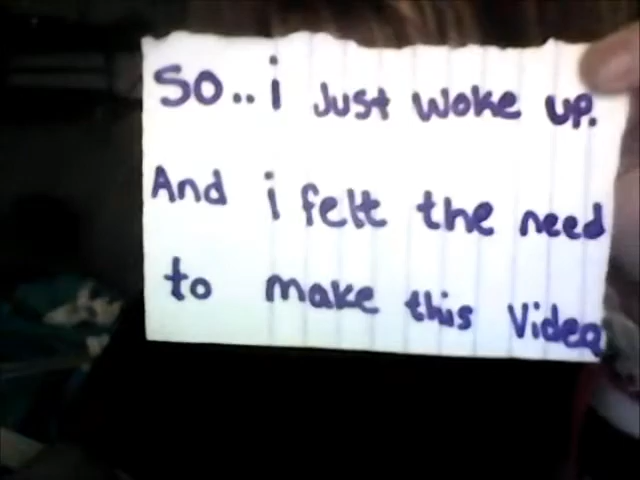 So.. i Just woke up.
And i felt the need
to make this Video